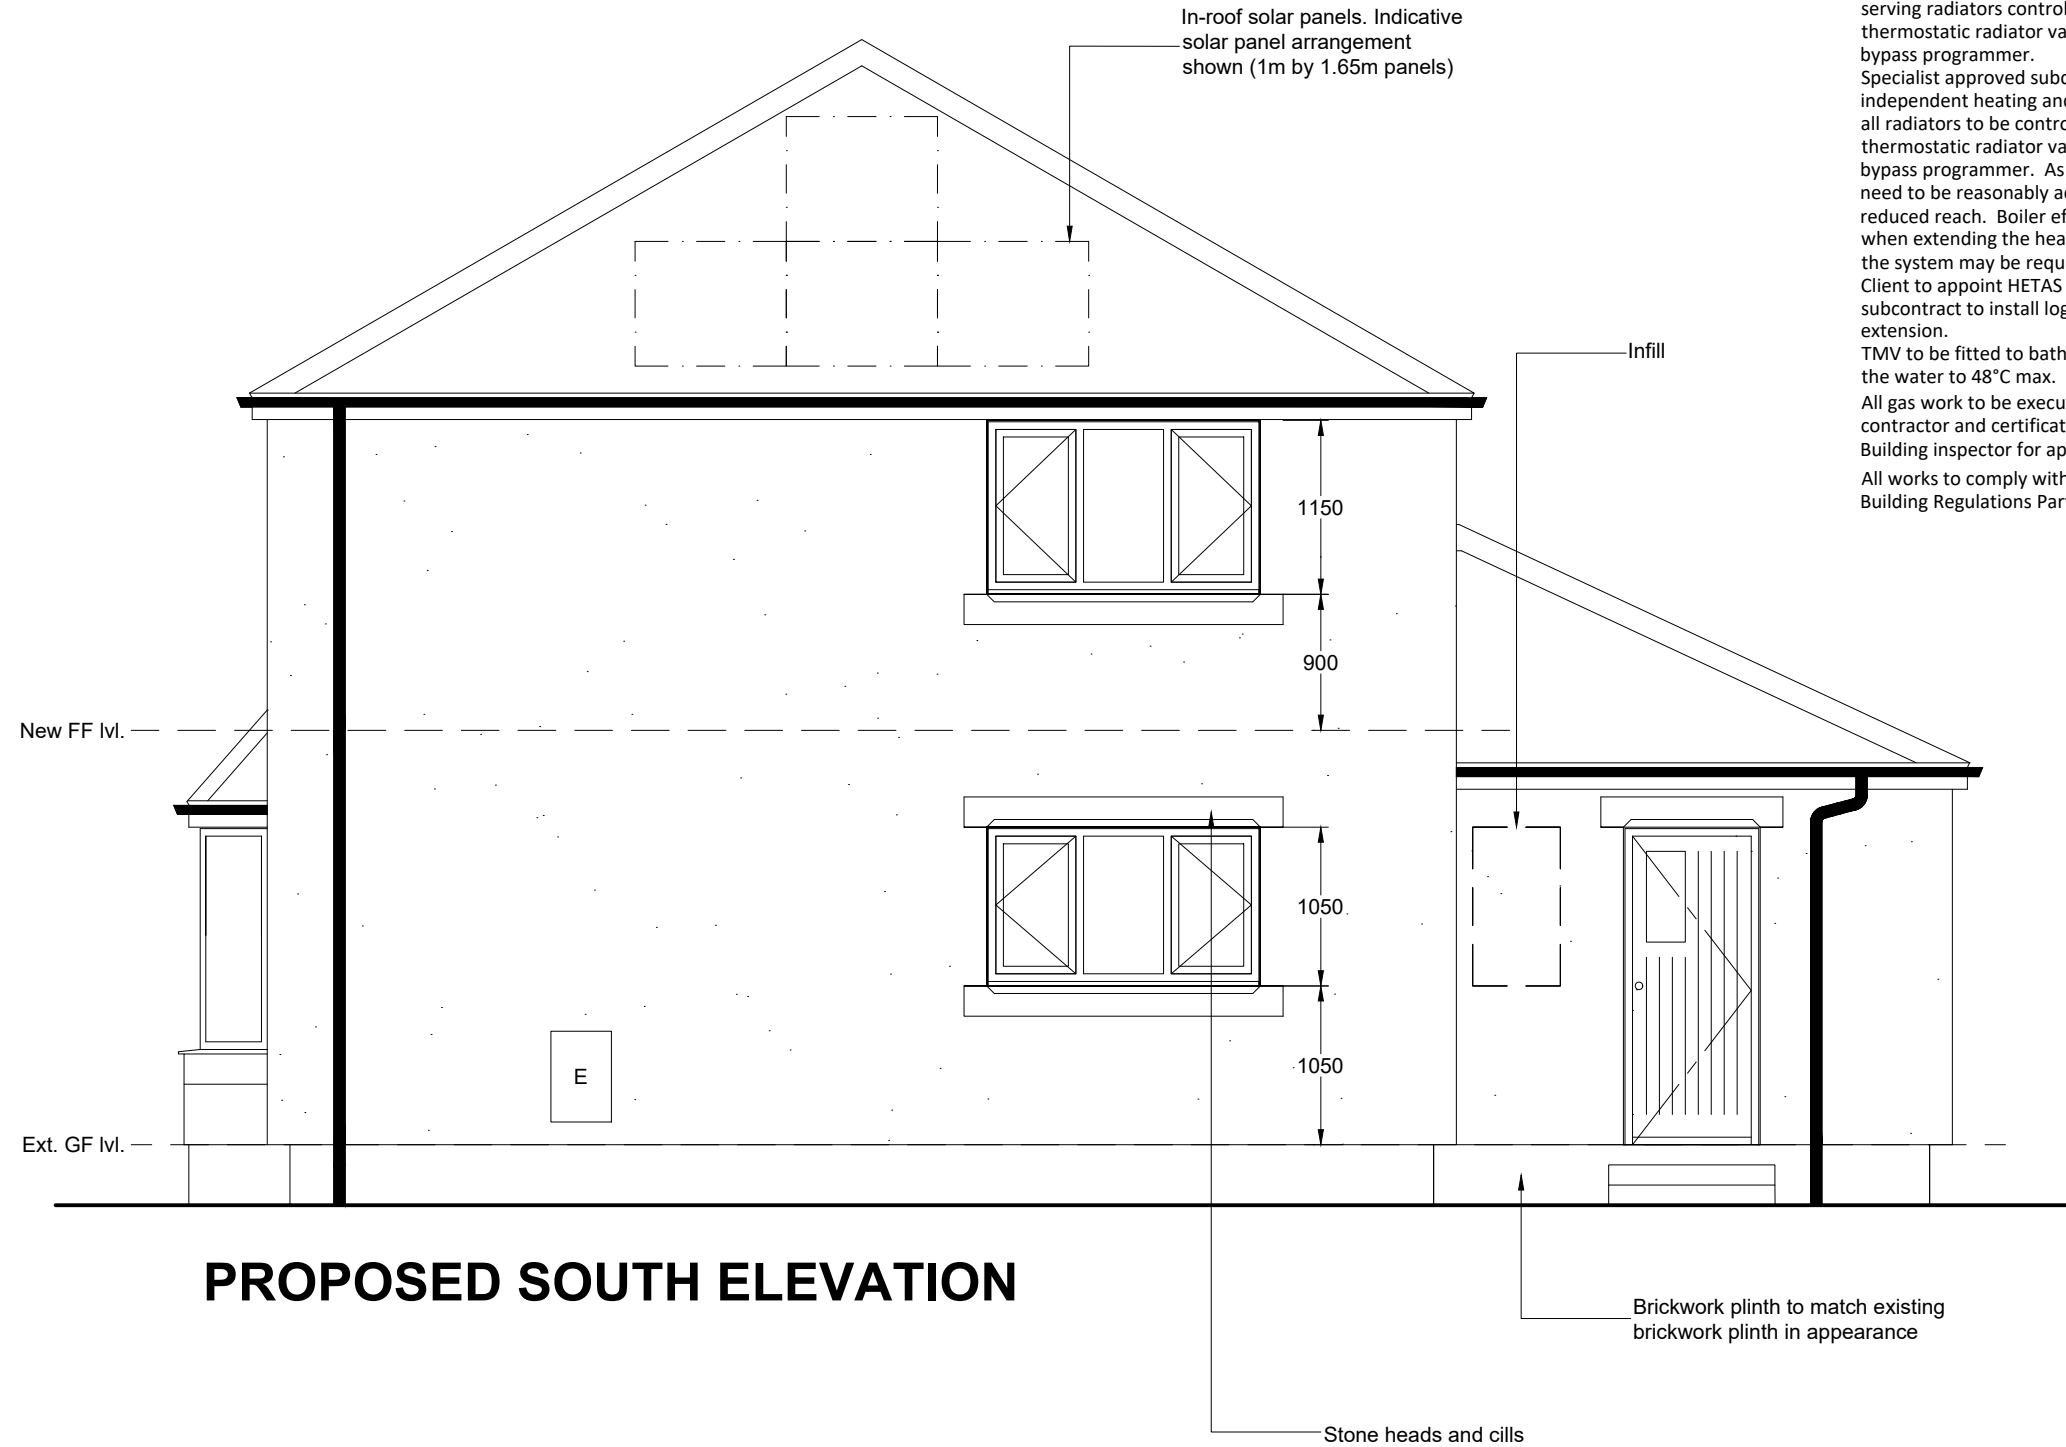 In-roof solar panels. Indicative
solar panel arrangement
shown (1m by 1.65m panels)
serving radiators control
thermostatic radiator va
bypass programmer.
Specialist approved subc
independent heating and
all radiators to be contro
thermostatic radiator va
bypass programmer. As
need to be reasonably ac
reduced reach. Boiler ef
when extending the hea
the system may be requi
Client to appoint HETAS
subcontract to install log
extension.
TMV to be fitted to bath
the water to 48°C max.
All gas work to be execu
contractor and certificat
Building inspector for ap
All works to comply with
Building Regulations Part
Infill
1150
900
New FF lvl.
1050
1050
E
Ext. GF lvl.
PROPOSED SOUTH ELEVATION
Brickwork plinth to match existing
brickwork plinth in appearance
Stone heads and cills